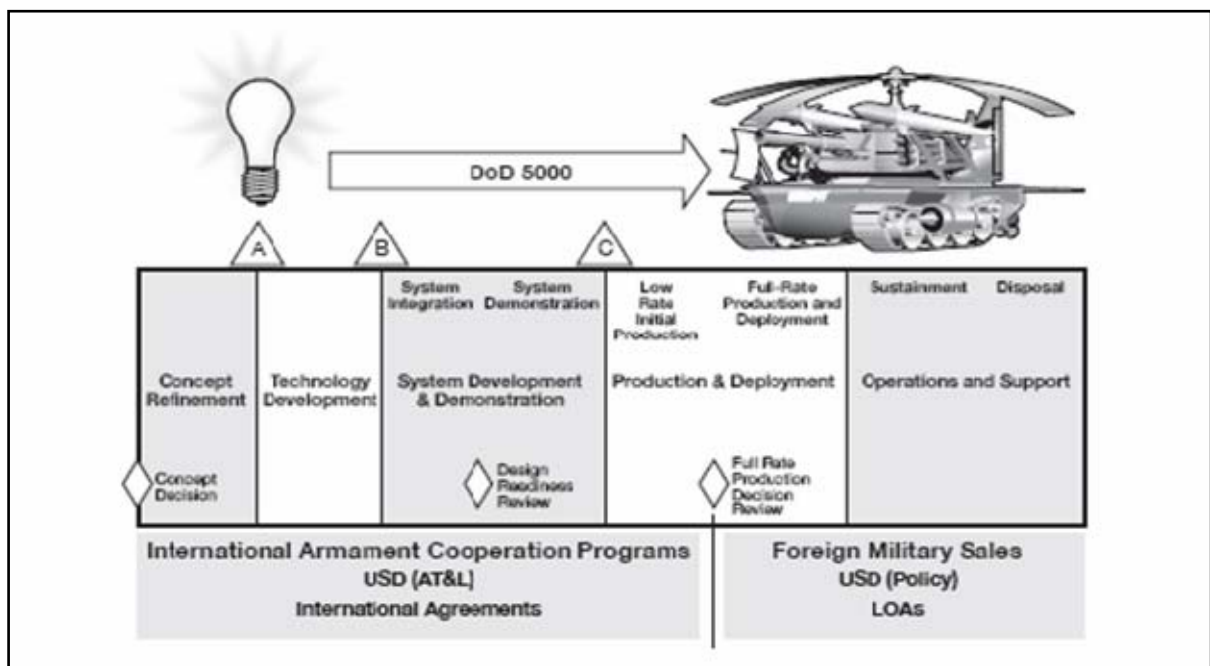 DoD 5000
A
B
C
System
Integration
System
Demonstration
Low
Rate
Initial
Production
Full-Rate
Production and
Deployment
Sustainment
Disposal
Concept
Refinement
Technology
Development
System Development
& Demonstration
Production & Deployment
Operations and Support
Concept
Decision
Design
Readiness
Review
Full Rate
Production
Decision
Review
International Armament Cooperation Programs
USD (AT&L)
International Agreements
Foreign Military Sales
USD (Policy)
LOAs